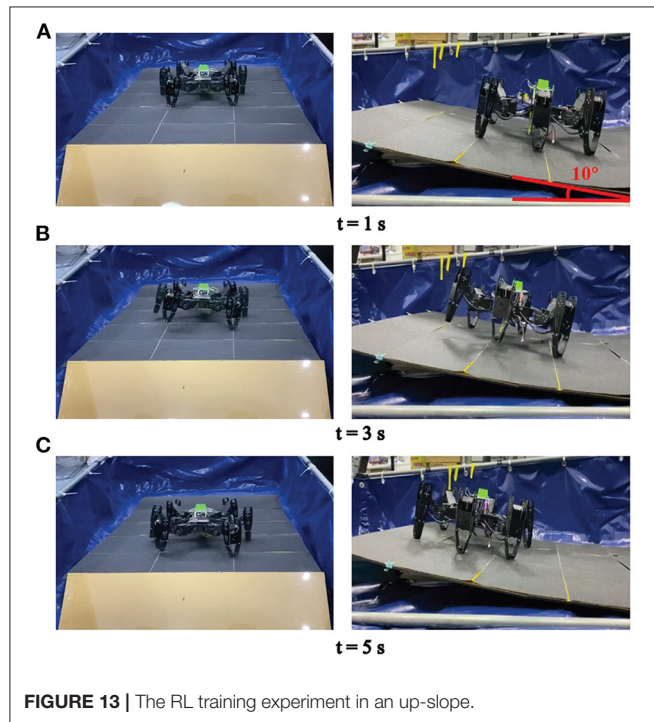 A
10°
t = 1 s
B
t = 3 s
C
t = 5 s
FIGURE 13 | The RL training experiment in an up-slope.